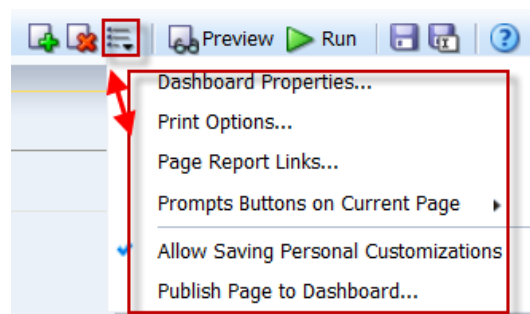 Preview Run ?
Dashboard Properties...
Print Options...
Page Report Links...
Prompts Buttons on Current Page
Allow Saving Personal Customizations
Publish Page to Dashboard...